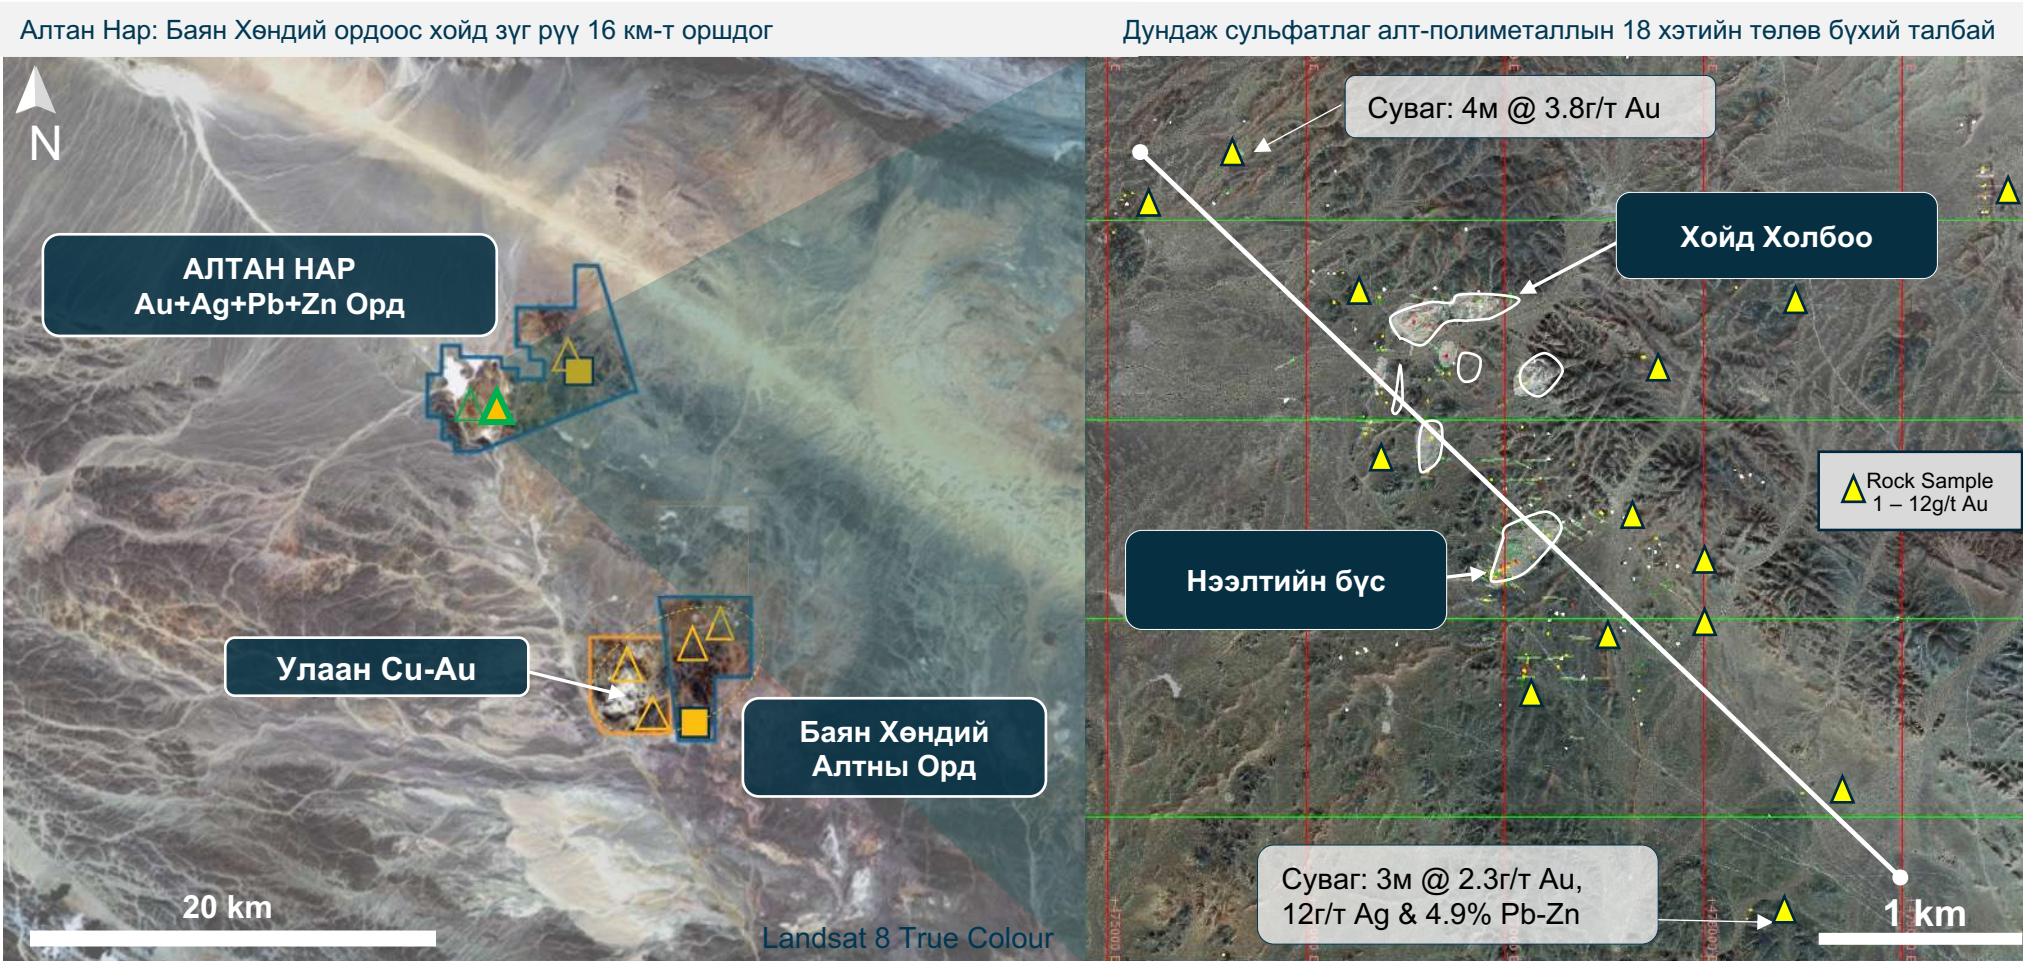 Алтан Нар: Баян Хөндий ордоос хойд зүг рүү 16 км-т оршдог
Дундаж сульфатлаг алт-полиметаллын 18 хэтийн төлөв бүхий талбай
N
АЛТАН НАР
Au+Ag+Pb+Zn Орд
Улаан Cu-Au
Баян Хөндий
Алтны Орд
20 km
Landsat 8 True Colour
Суваг: 4м @ 3.8г/т Au
Хойд Холбоо
Rock Sample
1 – 12g/t Au
Нээлтийн бүс
Суваг: 3м @ 2.3г/т Au,
12г/т Ag & 4.9% Pb-Zn
1 km